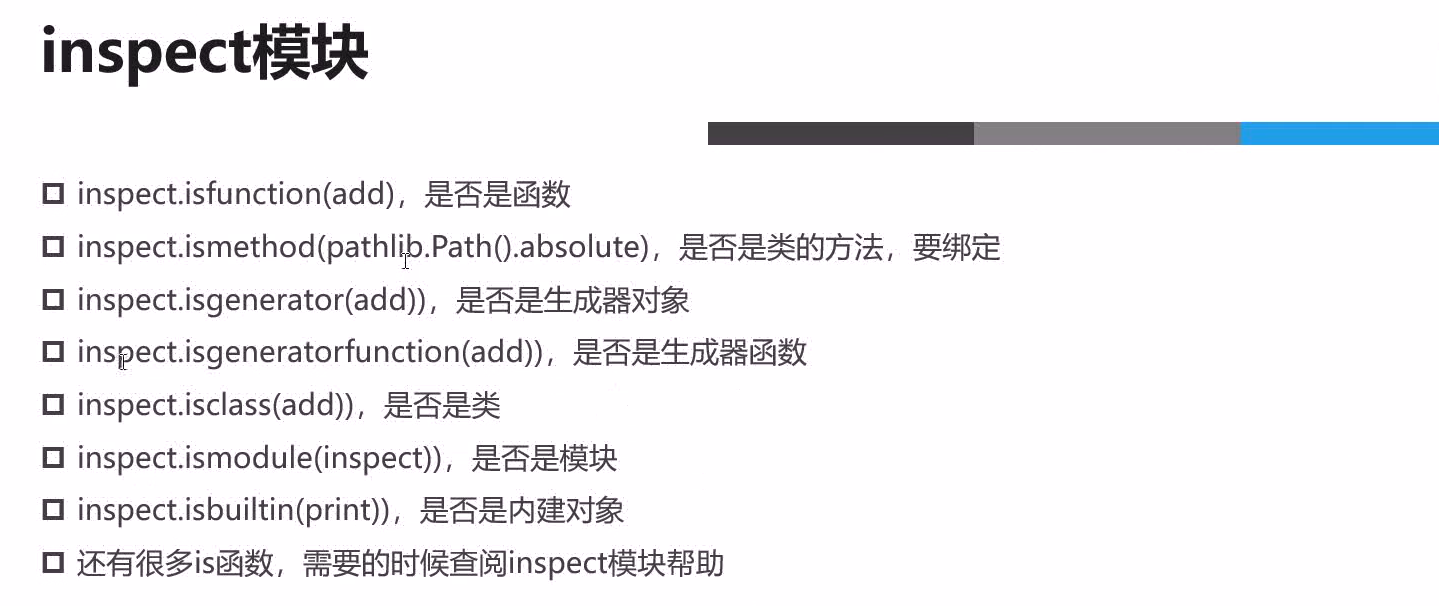 inspect模块
inspect.isfunction(add)，是否是函数
inspect.ismethod(pathlib.Path().absolute)，是否是类的方法，要绑定
inspect.isgenerator(add))，是否是生成器对象
inspect.isgeneratorfunction(add))，是否是生成器函数
inspect.isclass(add))，是否是类
inspect.ismodule(inspect))，是否是模块
inspect.isbuiltin(print))，是否是内建对象
还有很多is函数，需要的时候查阅inspect模块帮助